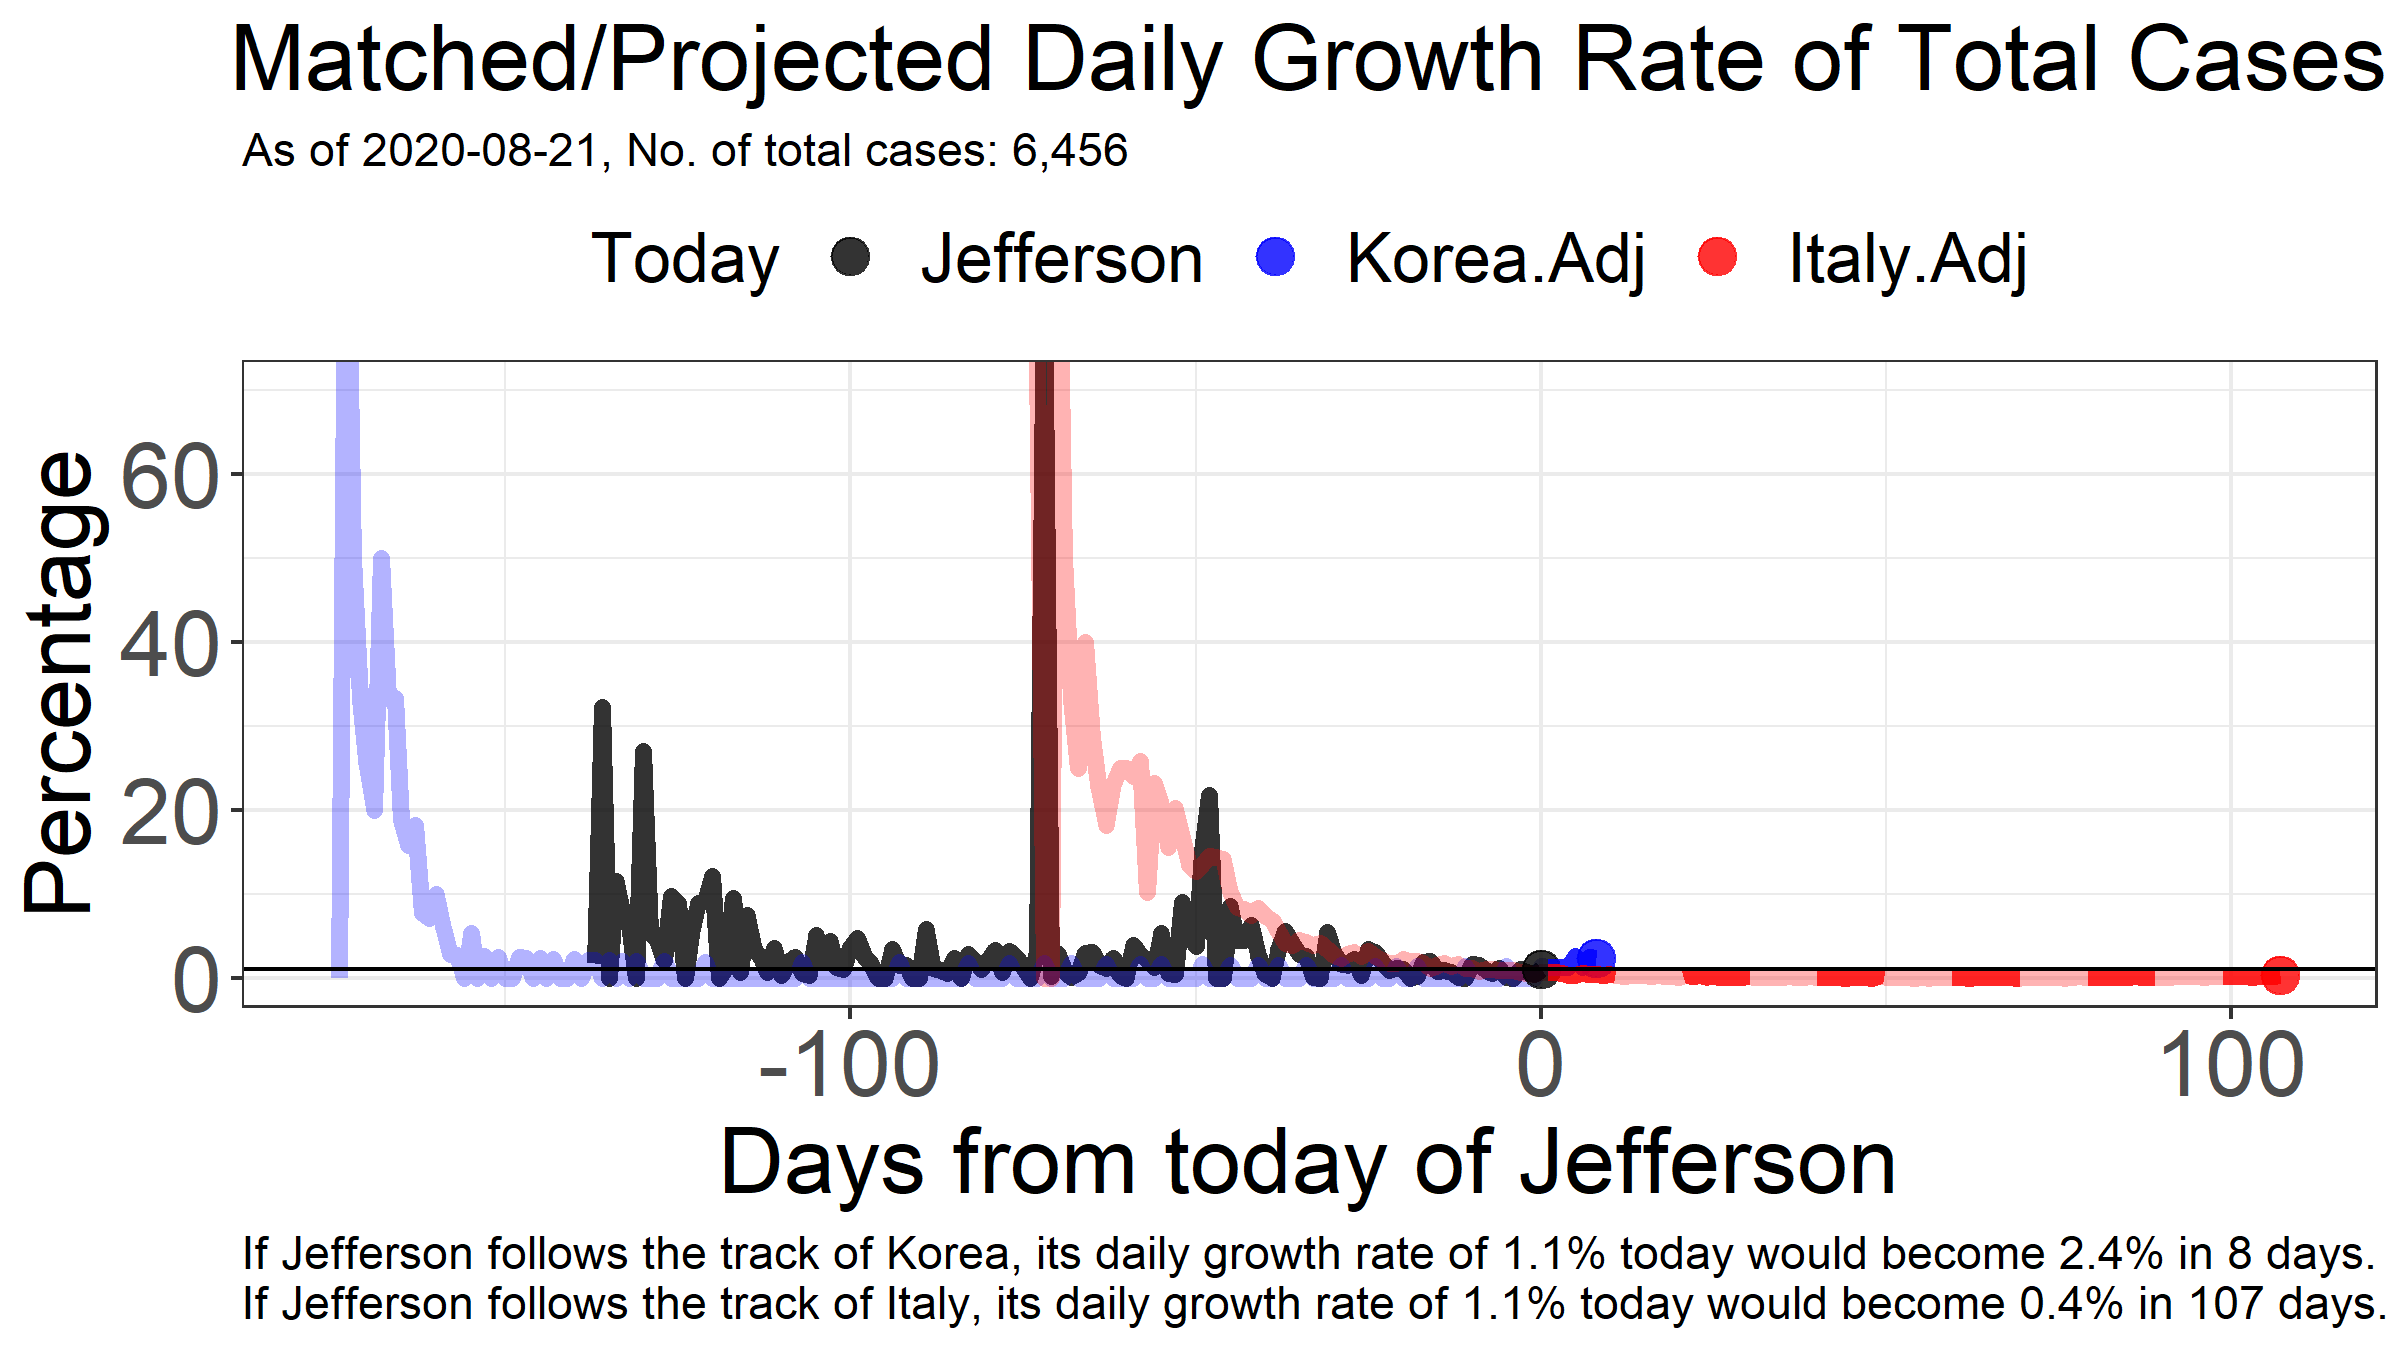 Matched/Projected Daily Growth Rate of Total Cases
As of 2020-08-21, No. of total cases: 6,456
Today Jefferson Korea.Adj Italy.Adj
Percentage
60
40
20
0
-100 0 100
Days from today of Jefferson
If Jefferson follows the track of Korea, its daily growth rate of 1.1% today would become 2.4% in 8 days.
If Jefferson follows the track of Italy, its daily growth rate of 1.1% today would become 0.4% in 107 days.